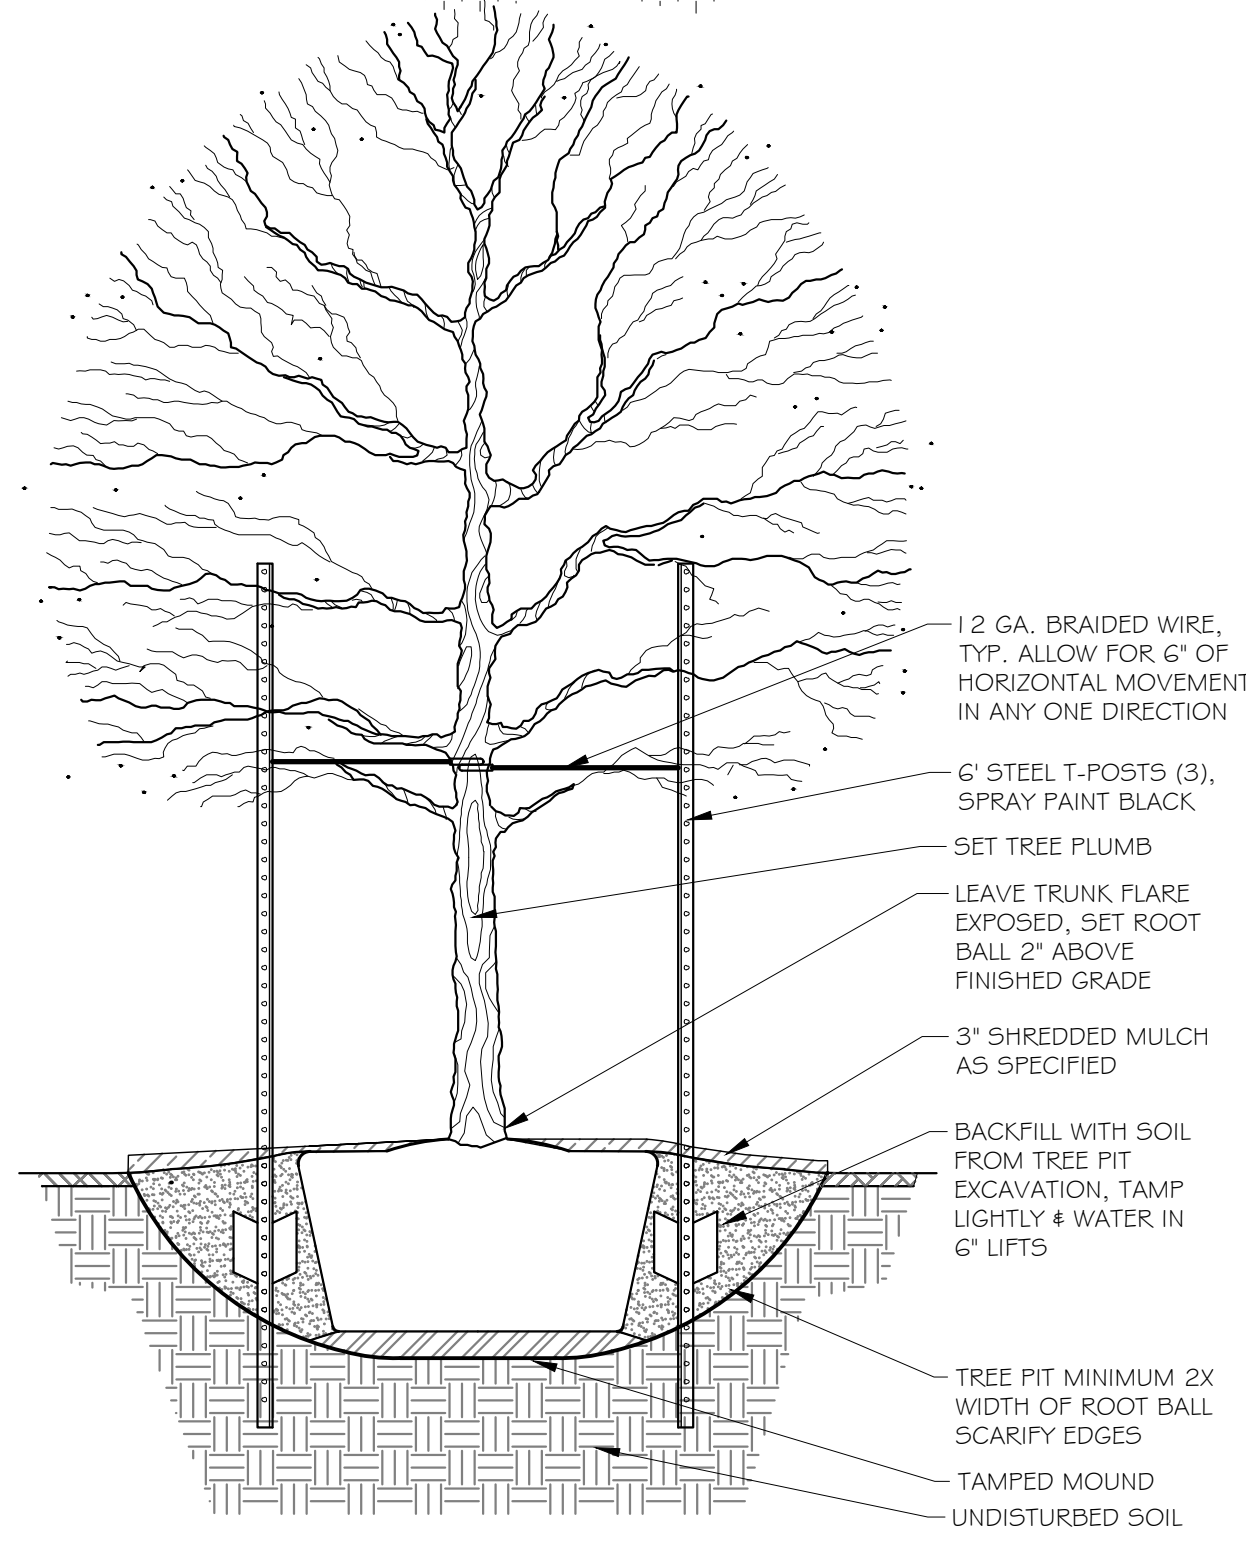 12 GA. BRAIDED WIRE,
TYP. ALLOW FOR 6" OF
HORIZONTAL MOVEMENT
IN ANY ONE DIRECTION
6' STEEL T-POSTS (3),
SPRAY PAINT BLACK
SET TREE PLUMB
LEAVE TRUNK FLARE
EXPOSED, SET ROOT
BALL 2" ABOVE
FINISHED GRADE
3" SHREDDED MULCH
AS SPECIFIED
BACKFILL WITH SOIL
FROM TREE PIT
EXCAVATION, TAMP
LIGHTLY & WATER IN
6" LIFTS
TREE PIT MINIMUM 2X
WIDTH OF ROOT BALL
SCARIFY EDGES
TAMPED MOUND
UNDISTURBED SOIL